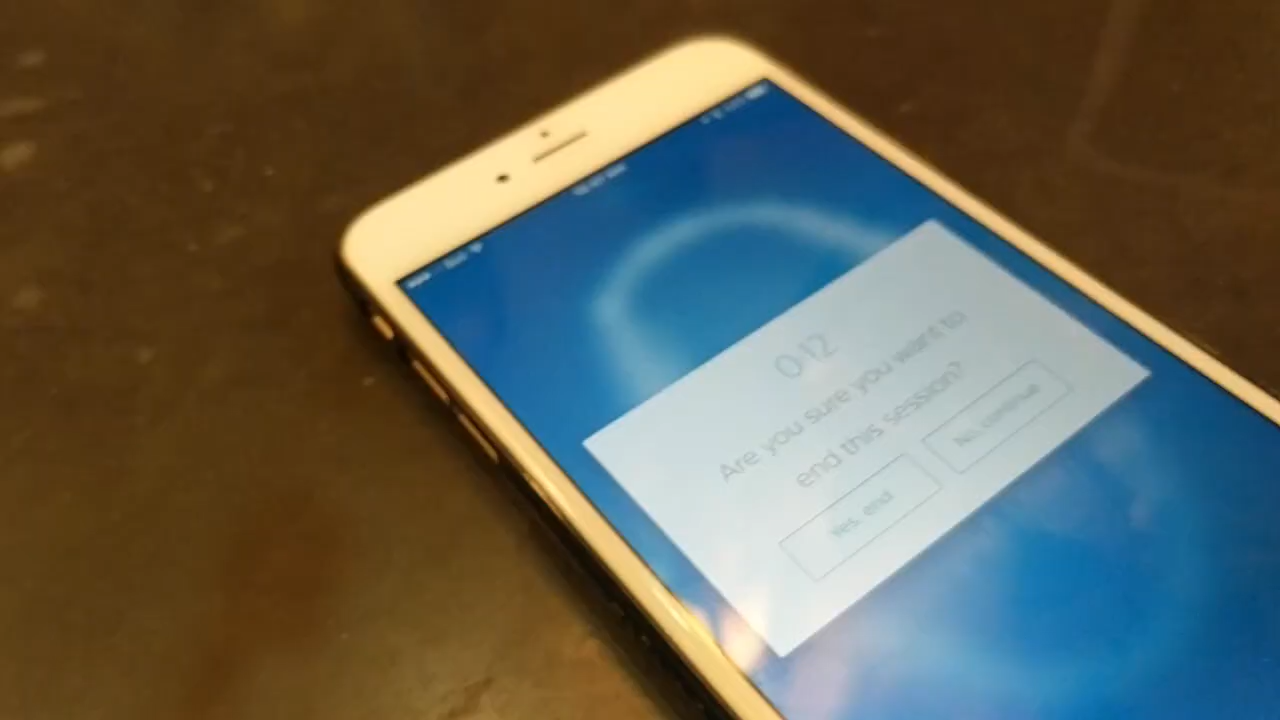 0:12
Are you sure you want to
end this session?
Yes, end
No, continue